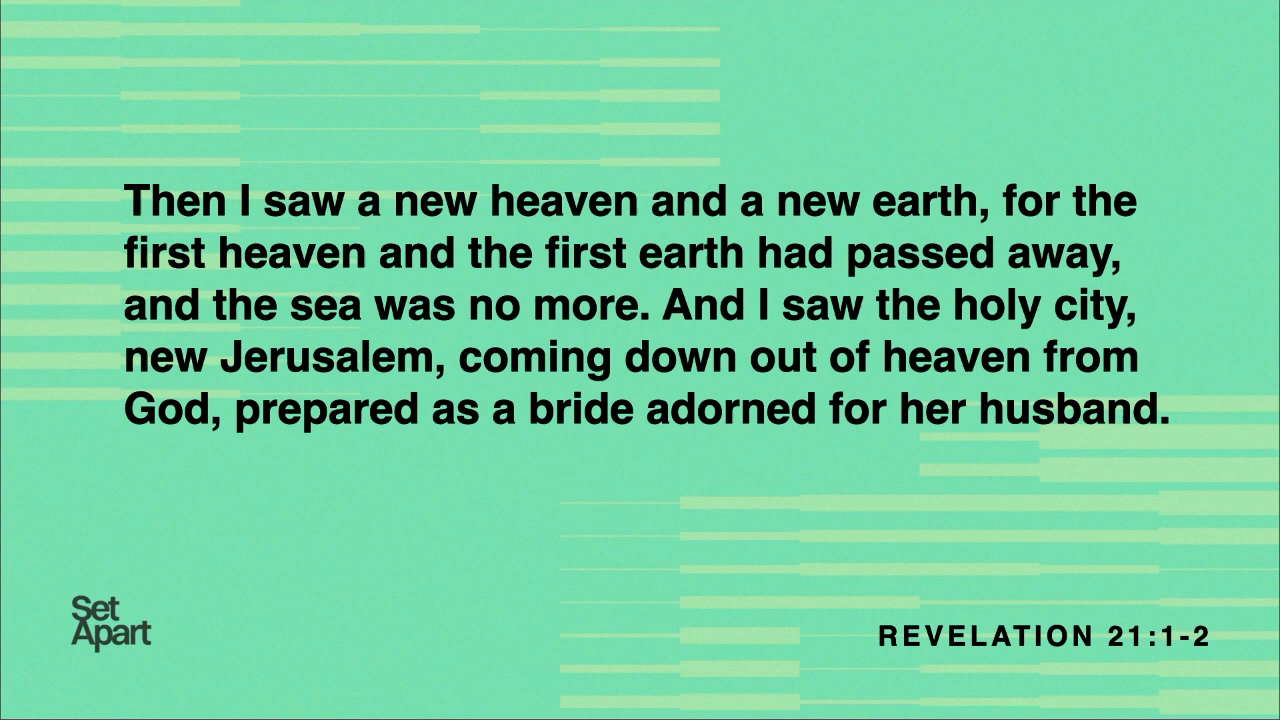 Then I saw a new heaven and a new earth, for the
first heaven and the first earth had passed away,
and the sea was no more. And I saw the holy city,
new Jerusalem, coming down out of heaven from
God, prepared as a bride adorned for her husband.
Set
Apart
REVELATION 21:1-2